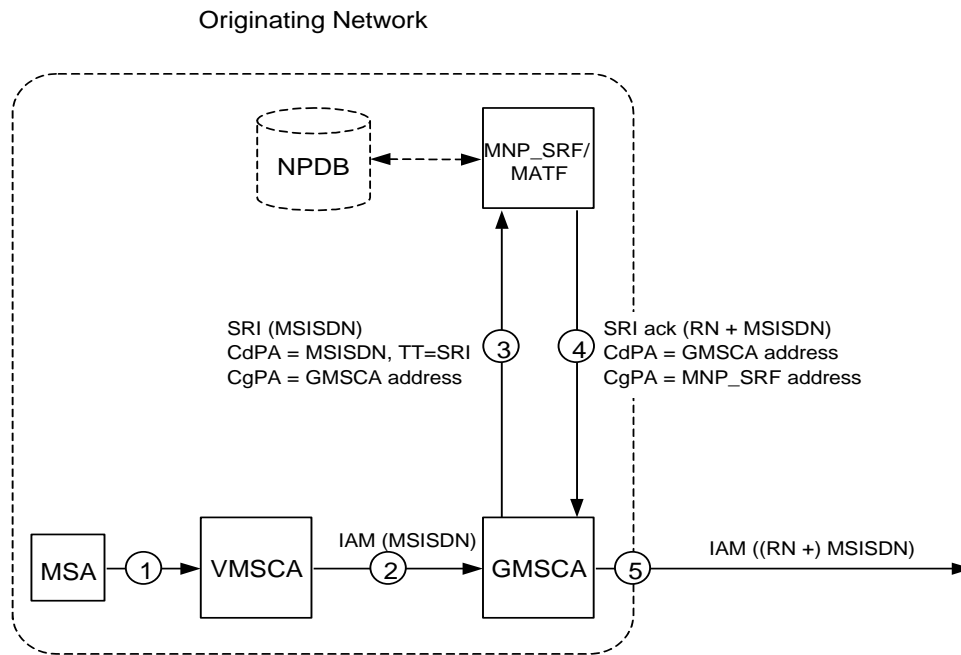 Originating Network
NPDB
MNP_SRF/
MATF
SRI (MSISDN)
CdPA = MSISDN, TT=SRI
CgPA = GMSCA address
3
4
SRI ack (RN + MSISDN)
CdPA = GMSCA address
CgPA = MNP_SRF address
MSA
1
VMSCA
IAM (MSISDN)
2
GMSCA
5
IAM ((RN +) MSISDN)